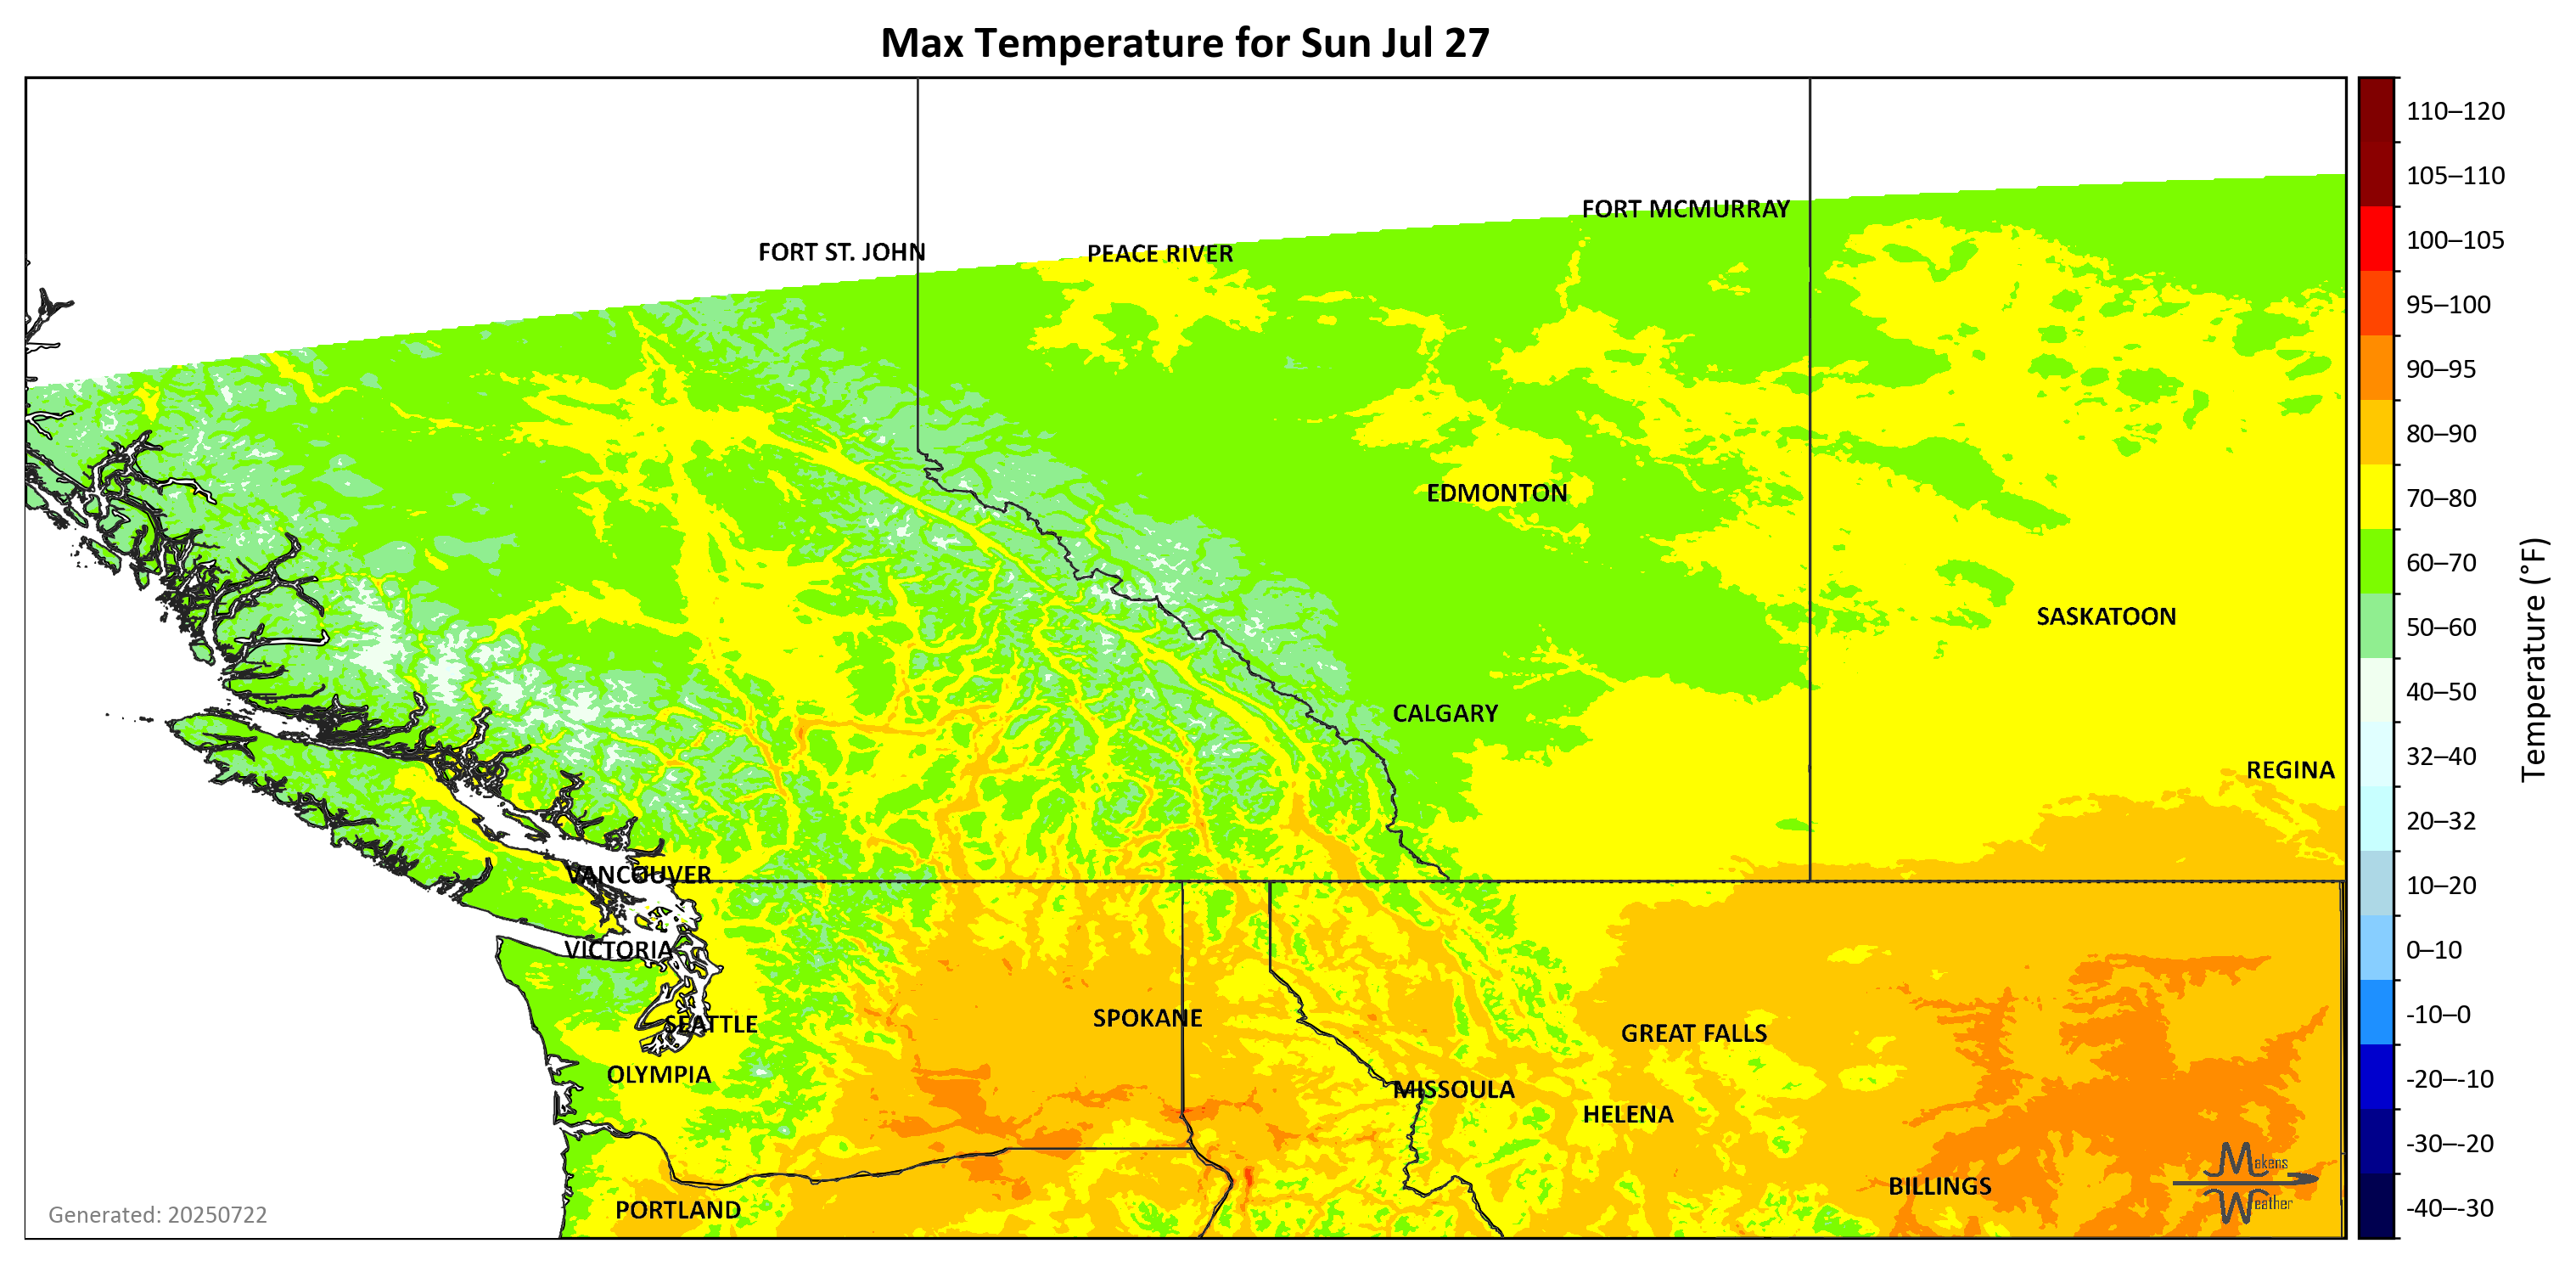 Max Temperature for Sun Jul 27
FORT MCMURRAY
FORT ST. JOHN
PEACE RIVER
EDMONTON
SASKATOON
CALGARY
REGINA
VANCOUVER
VICTORIA
SEATTLE
SPOKANE
GREAT FALLS
OLYMPIA
MISSOULA
HELENA
BILLINGS
PORTLAND
Makens
Weather
Generated: 20250722
110–120
105–110
100–105
95–100
90–95
80–90
70–80
60–70
50–60
40–50
32–40
20–32
10–20
0–10
-10–0
-20–-10
-30–-20
-40–-30
Temperature (°F)